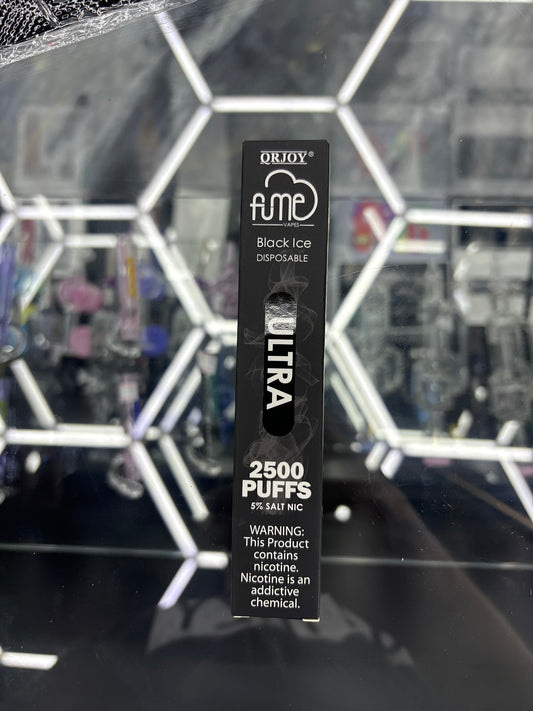 QRJOY®
fume
VAPES
Black Ice
DISPOSABLE
ULTRA
2500
PUFFS
5% SALT NIC
WARNING:
This Product
contains
nicotine.
Nicotine is an
addictive
chemical.